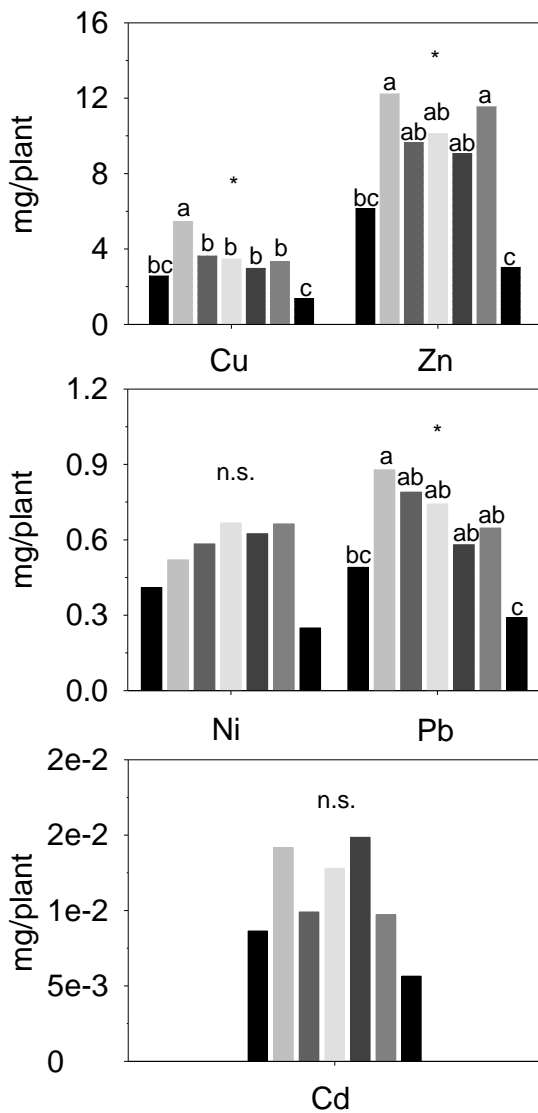 16
12
8
4
0
mg/plant
*
*
a
a
ab
ab
ab
bc
c
a
b
b
b
b
bc
c
Cu
Zn
1.2
0.9
0.6
0.3
0.0
mg/plant
n.s.
*
a
ab
ab
ab
ab
bc
c
Ni
Pb
2e-2
2e-2
1e-2
5e-3
0
mg/plant
n.s.
Cd